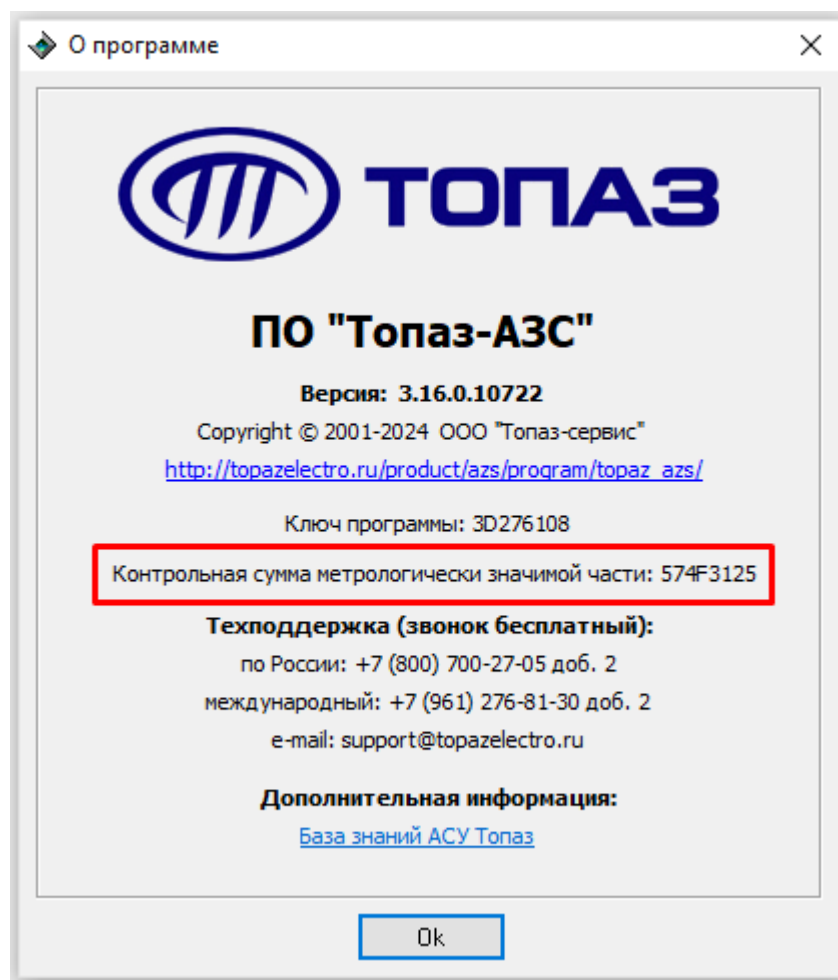 О программе
ТОПАЗ
ПО "Топаз-АЗС"
Версия: 3.16.0.10722
Copyright © 2001-2024 ООО "Топаз-сервис"
http://topazelectro.ru/product/azs/program/topaz_azs/
Ключ программы: 3D276108
Контрольная сумма метрологически значимой части: 574F3125
Техподдержка (звонок бесплатный):
по России: +7 (800) 700-27-05 доб. 2
международный: +7 (961) 276-81-30 доб. 2
e-mail: support@topazelectro.ru
Дополнительная информация:
База знаний АСУ Топаз
Ok